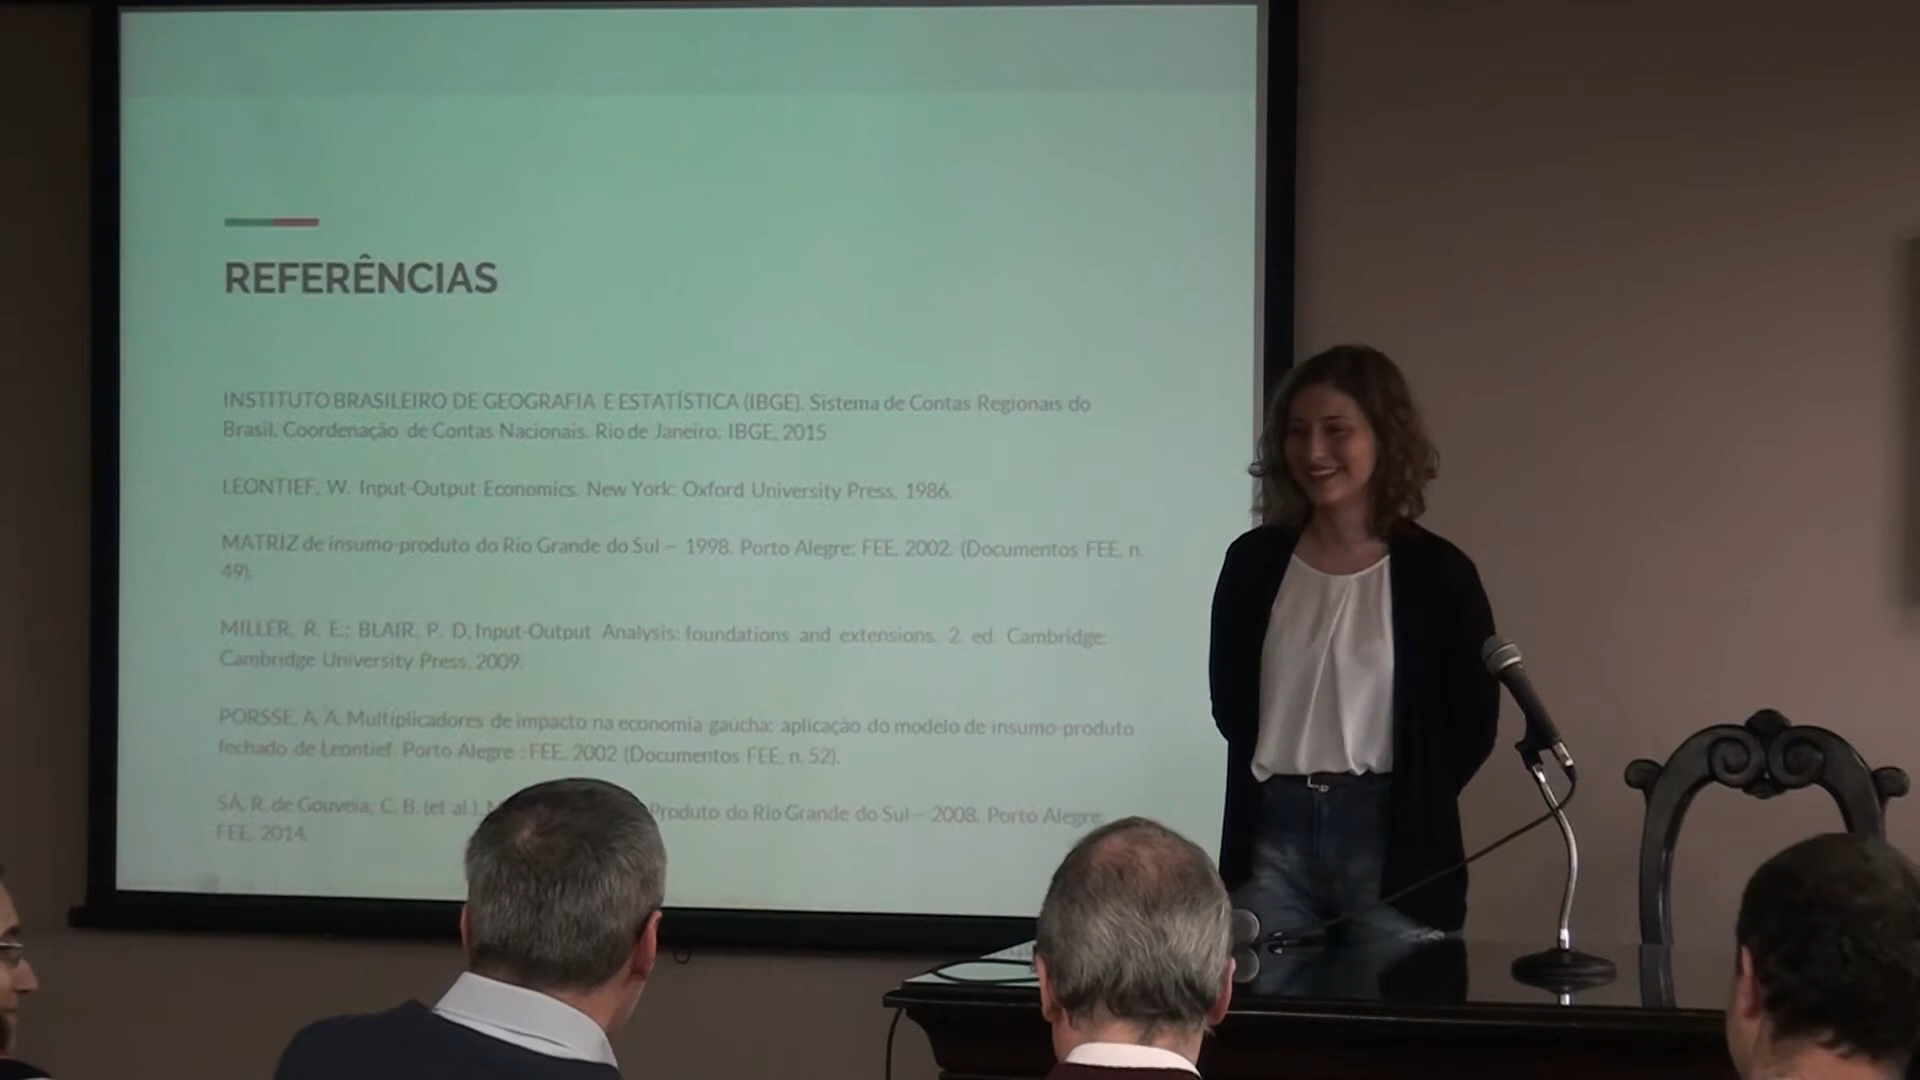 REFERÊNCIAS
INSTITUTO BRASILEIRO DE GEOGRAFIA E ESTATÍSTICA (IBGE). Sistema de Contas Regionais do
Brasil. Coordenação de Contas Nacionais. Rio de Janeiro: IBGE, 2015
LEONTIEF, W. Input-Output Economics. New York: Oxford University Press, 1986.
MATRIZ de insumo-produto do Rio Grande do Sul – 1998. Porto Alegre: FEE, 2002. (Documentos FEE, n.
49).
MILLER, R. E.; BLAIR, P. D. Input-Output Analysis: foundations and extensions. 2. ed. Cambridge:
Cambridge University Press, 2009.
PORSSE, A. A. Multiplicadores de impacto na economia gaucha: aplicação do modelo de insumo-produto
fechado de Leontief. Porto Alegre : FEE, 2002 (Documentos FEE, n. 52).
SÁ, R. de Gouveia, C. B. (et al.). Produto do Rio Grande do Sul – 2008. Porto Alegre:
FEE, 2014.